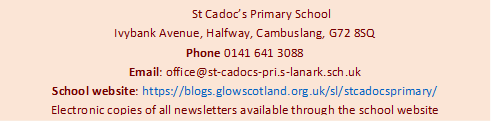 St Cadoc's Primary School
Ivybank Avenue, Halfway, Cambuslang, G72 8SQ
Phone 0141 641 3088
Email: office@st-cadocs-pri.s-lanark.sch.uk
School website: https://blogs.glowscotland.org.uk/sl/stcadocsprimary/
Electronic copies of all newsletters available through the school website